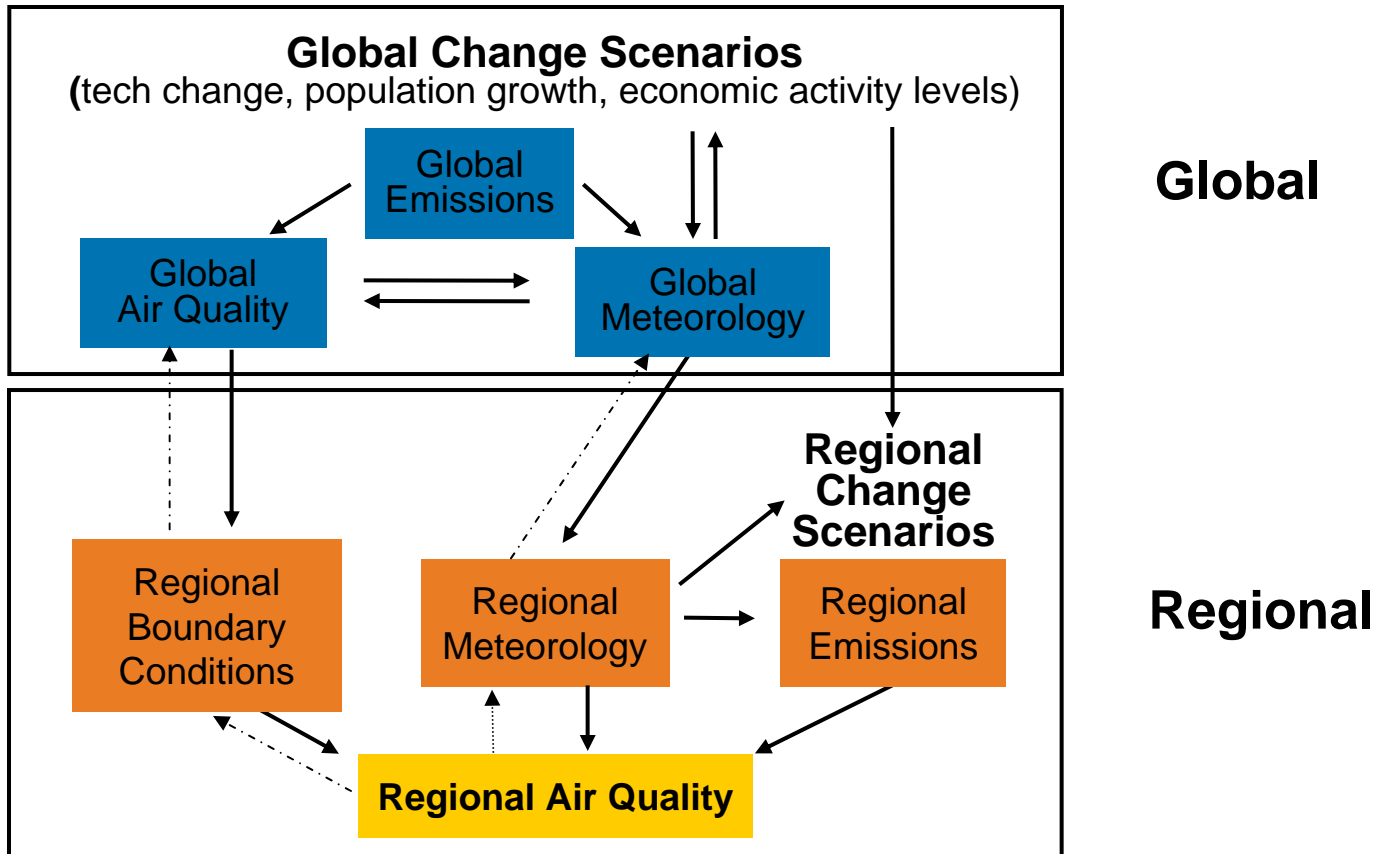 Global Change Scenarios
(tech change, population growth, economic activity levels)
Global
Emissions
Global
Global
Air Quality
Global
Meteorology
Regional
Change
Scenarios
Regional
Boundary
Conditions
Regional
Meteorology
Regional
Emissions
Regional
Regional Air Quality